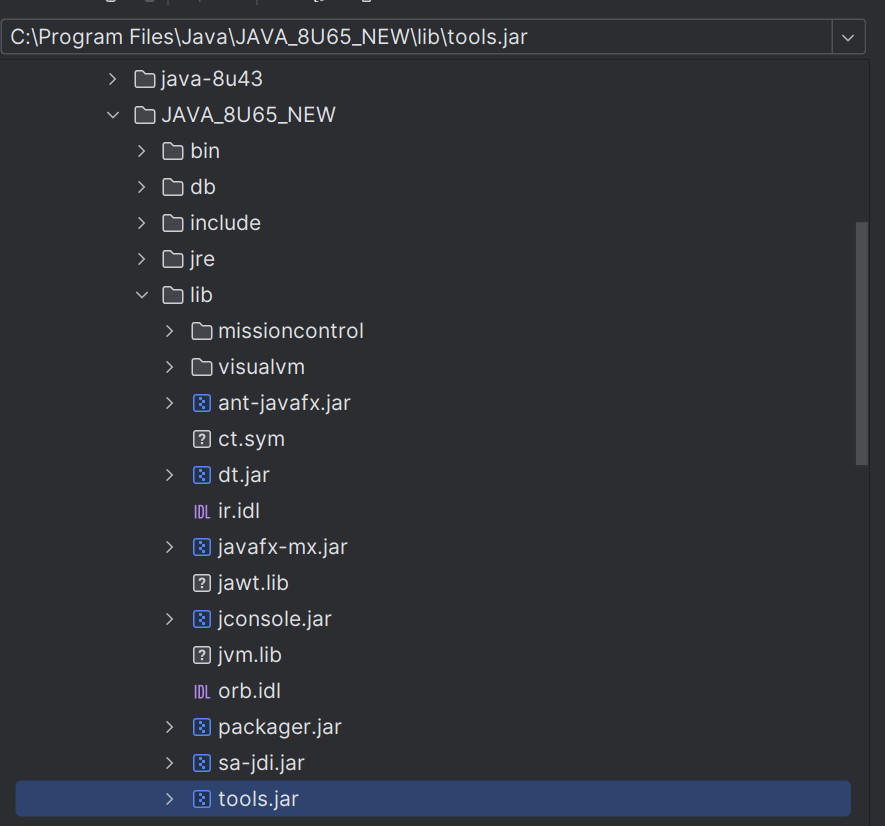 C:\Program Files\Java\JAVA_8U65_NEW\lib\tools.jar
java-8u43
JAVA_8U65_NEW
bin
db
include
jre
lib
missioncontrol
visualvm
ant-javafx.jar
? ct.sym
dt.jar
IDL ir.idl
javafx-mx.jar
? jawt.lib
jconsole.jar
? jvm.lib
IDL orb.idl
packager.jar
sa-jdi.jar
tools.jar